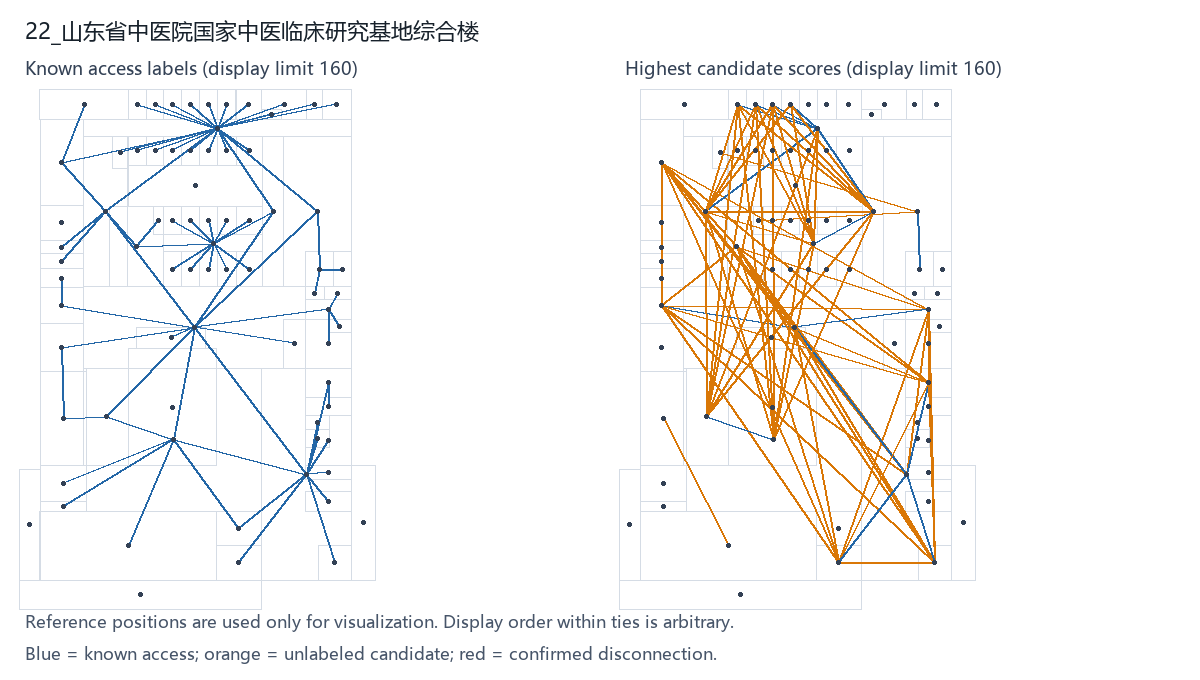 22_山东省中医院国家中医临床研究基地综合楼
Known access labels (display limit 160)
Highest candidate scores (display limit 160)
Reference positions are used only for visualization. Display order within ties is arbitrary.
Blue = known access; orange = unlabeled candidate; red = confirmed disconnection.